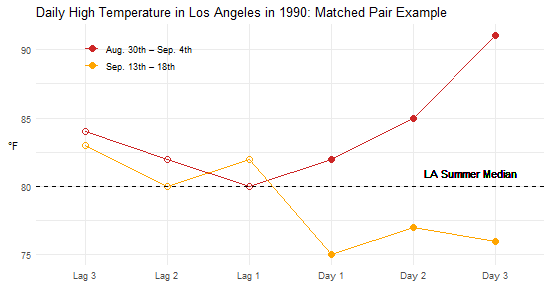 Daily High Temperature in Los Angeles in 1990: Matched Pair Example
90
Aug. 30th – Sep. 4th
Sep. 13th – 18th
85
°F
LA Summer Median
80
75
Lag 3 Lag 2 Lag 1 Day 1 Day 2 Day 3